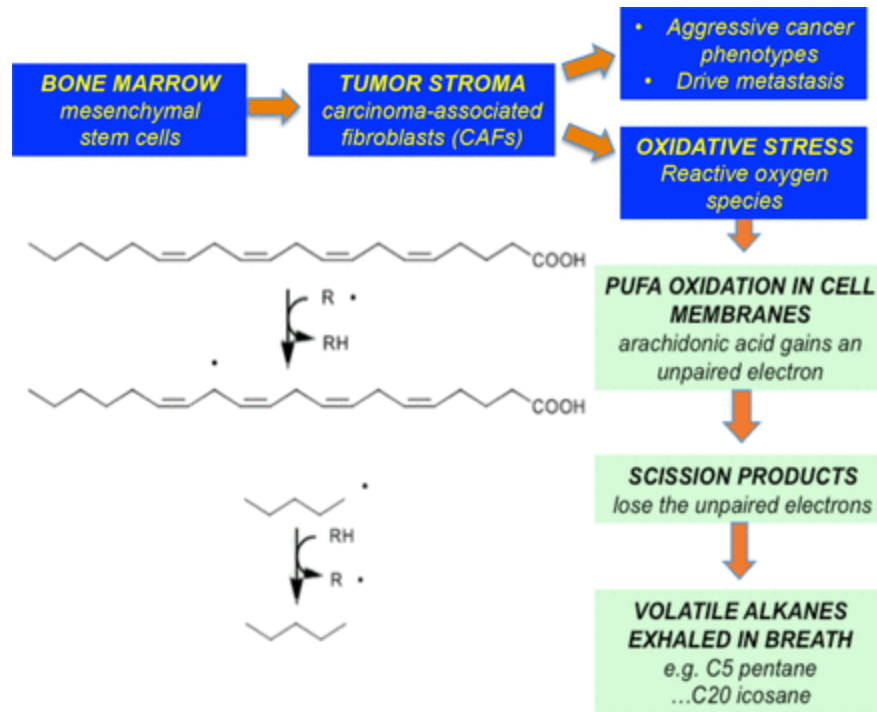 BONE MARROW
mesenchymal
stem cells
TUMOR STROMA
carcinoma-associated
fibroblasts (CAFs)
• Aggressive cancer
phenotypes
• Drive metastasis
OXIDATIVE STRESS
Reactive oxygen
species
COOH
R •
RH
•
COOH
PUFA OXIDATION IN CELL
MEMBRANES
arachidonic acid gains an
unpaired electron
SCISSION PRODUCTS
lose the unpaired electrons
•
RH
R •
VOLATILE ALKANES
EXHALED IN BREATH
e.g. C5 pentane
...C20 icosane